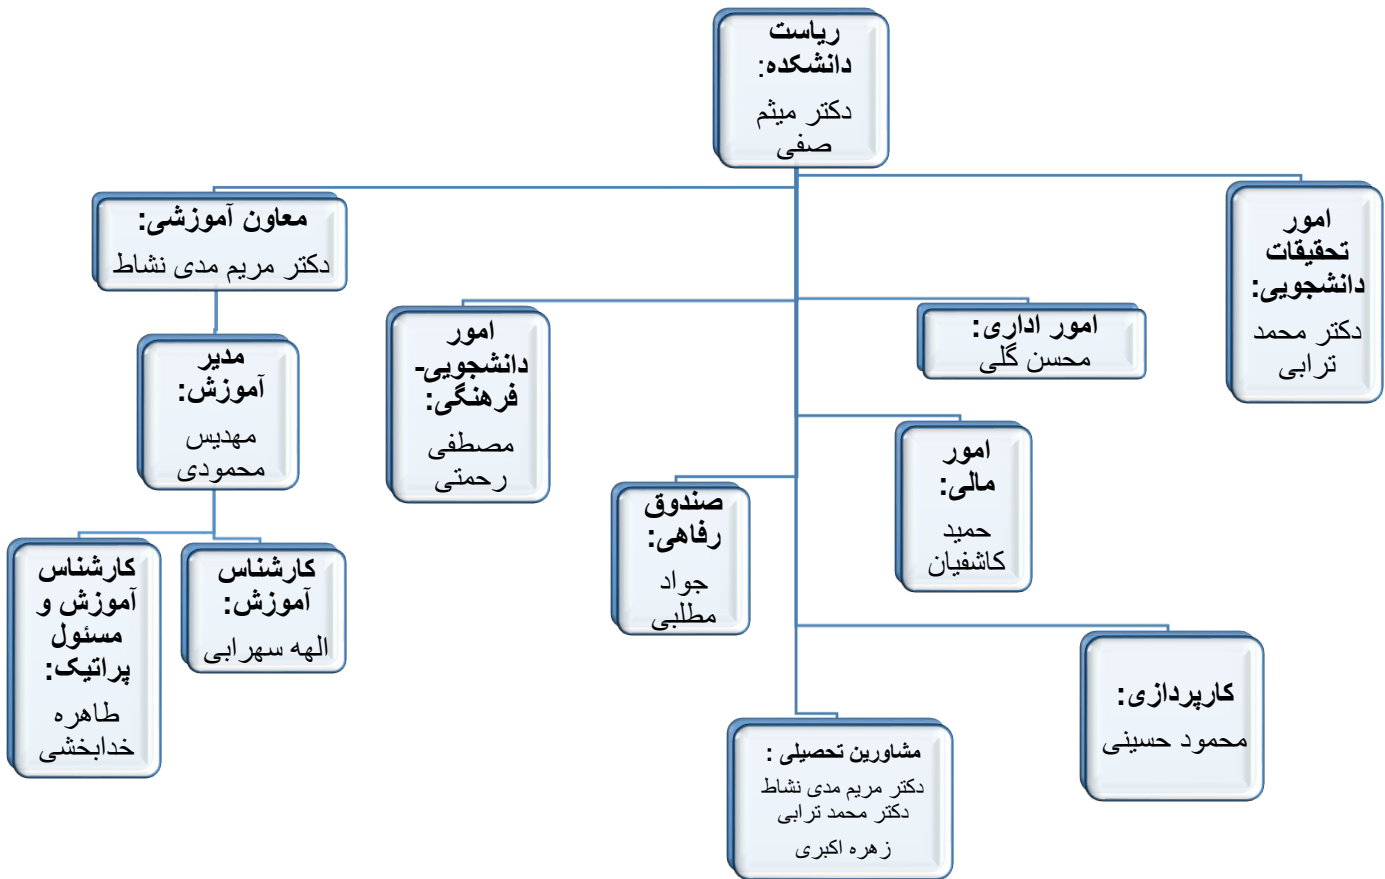 ریاست
دانشکده:
دکتر میثم
صفی
امور
تحقیقات
دانشجویی:
دکتر محمد
ترابی
معاون آموزشی:
دکتر مریم مدی نشاط
امور اداری:
محسن گلی
امور
دانشجویی-
فرهنگی:
مصطفی
رحمتی
مدیر
آموزش:
مهدیس
محمودی
امور
مالی:
حمید
کاشفیان
صندوق
رفاهی:
جواد
مطلبی
کارشناس
آموزش:
الهه سهرابی
کارشناس
آموزش و
مسئول
پراتیک:
طاهره
خدابخشی
کارپردازی:
محمود حسینی
مشاورین تحصیلی :
دکتر مریم مدی نشاط
دکتر محمد ترابی
زهره اکبری